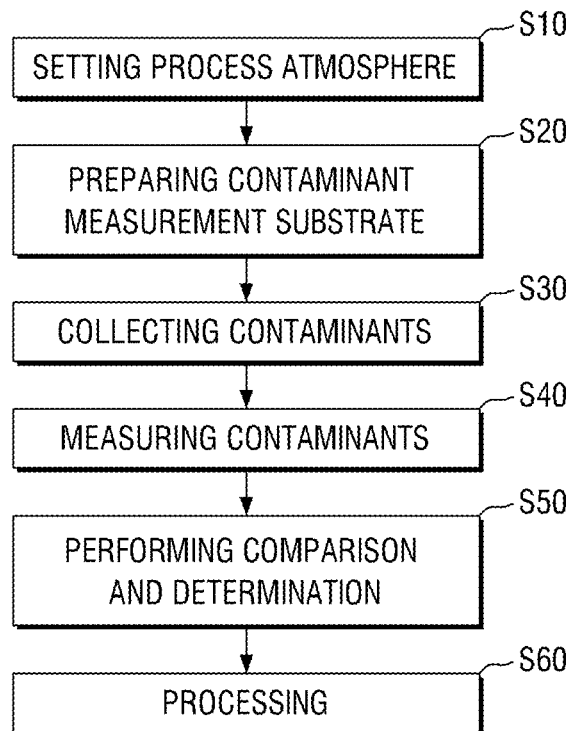 S10
SETTING PROCESS ATMOSPHERE
S20
PREPARING CONTAMINANT
MEASUREMENT SUBSTRATE
S30
COLLECTING CONTAMINANTS
S40
MEASURING CONTAMINANTS
S50
PERFORMING COMPARISON
AND DETERMINATION
S60
PROCESSING